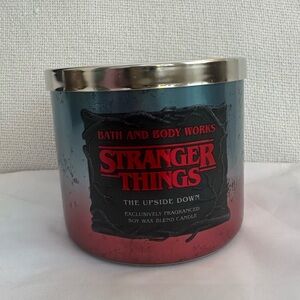 BATH AND BODY WORKS
STRANGER
THINGS
THE UPSIDE DOWN
EXCLUSIVELY FRAGRANCED
SOY WAX BLEND CANDLE